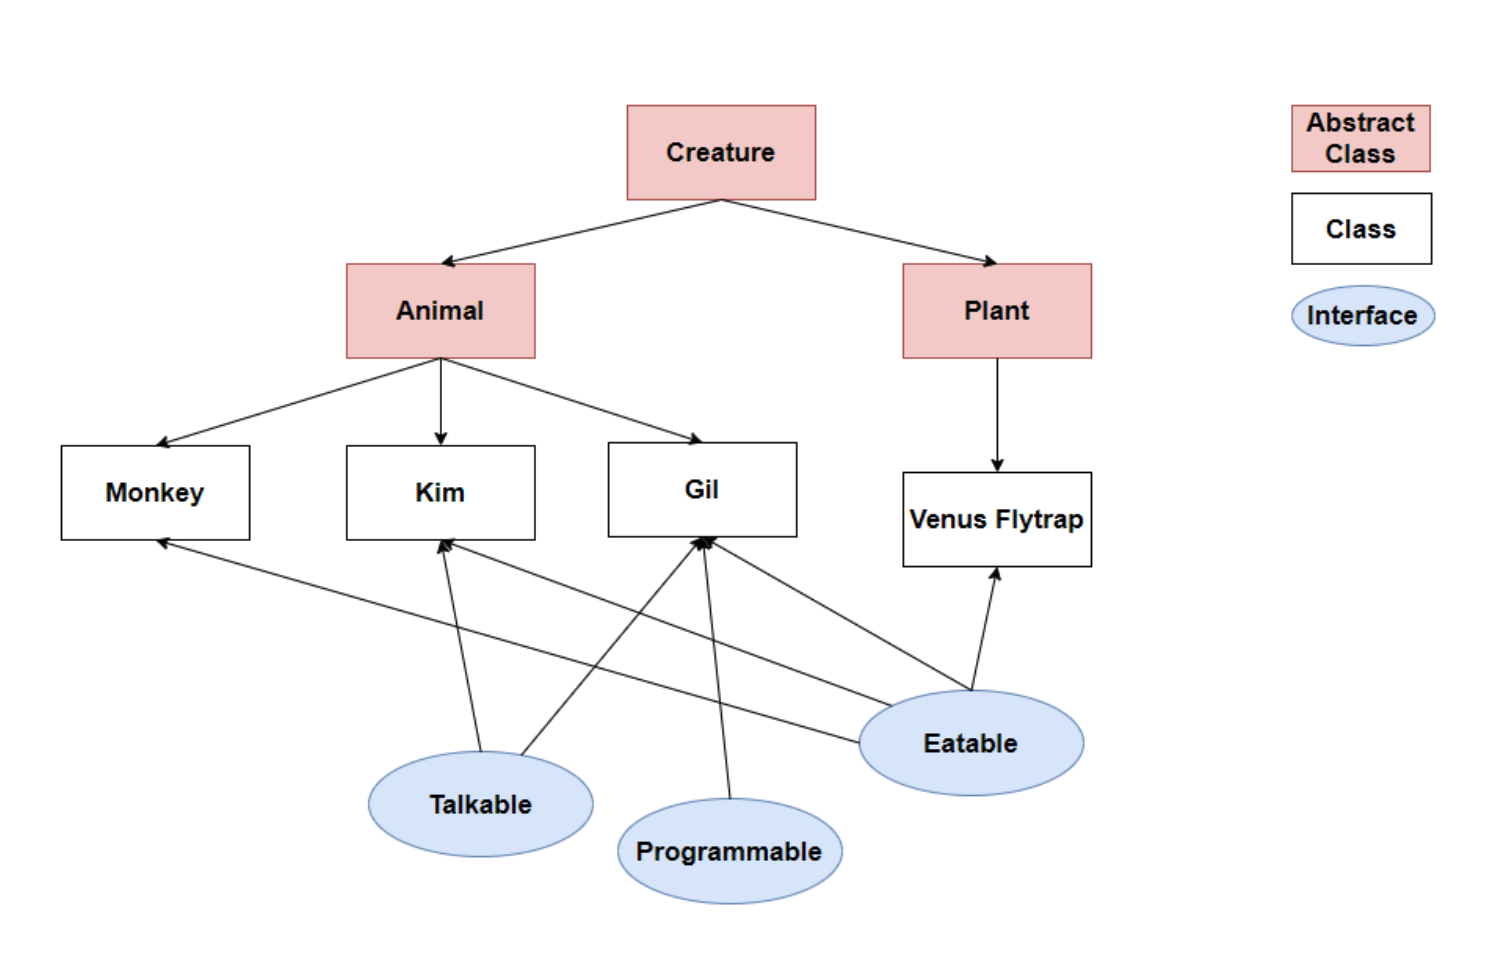 Creature
Abstract
Class
Class
Interface
Animal
Plant
Monkey
Kim
Gil
Venus Flytrap
Eatable
Talkable
Programmable